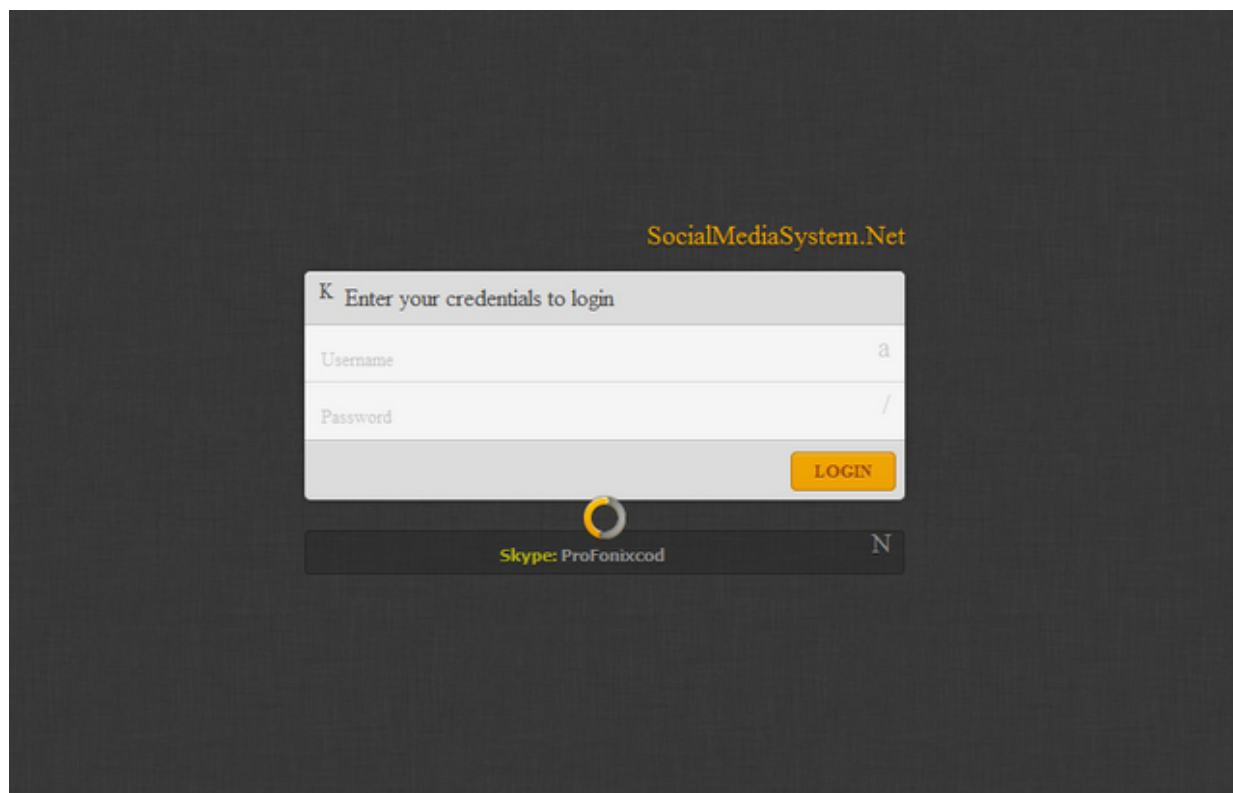 SocialMediaSystem.Net
K Enter your credentials to login
Username a
Password /
LOGIN
Skype: ProFonixcod N